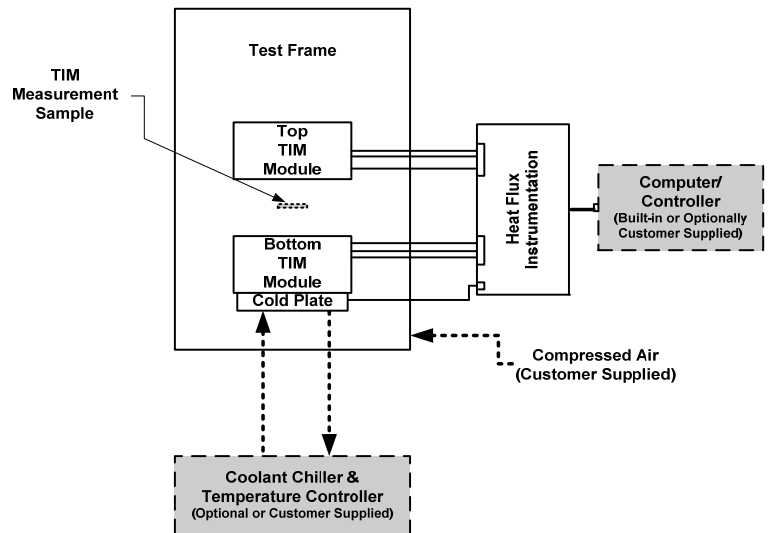 Test Frame
TIM
Measurement
Sample
Top
TIM
Module
Heat Flux
Instrumentation
Computer/
Controller
(Built-in or Optionally
Customer Supplied)
Bottom
TIM
Module
Cold Plate
Compressed Air
(Customer Supplied)
Coolant Chiller &
Temperature Controller
(Optional or Customer Supplied)